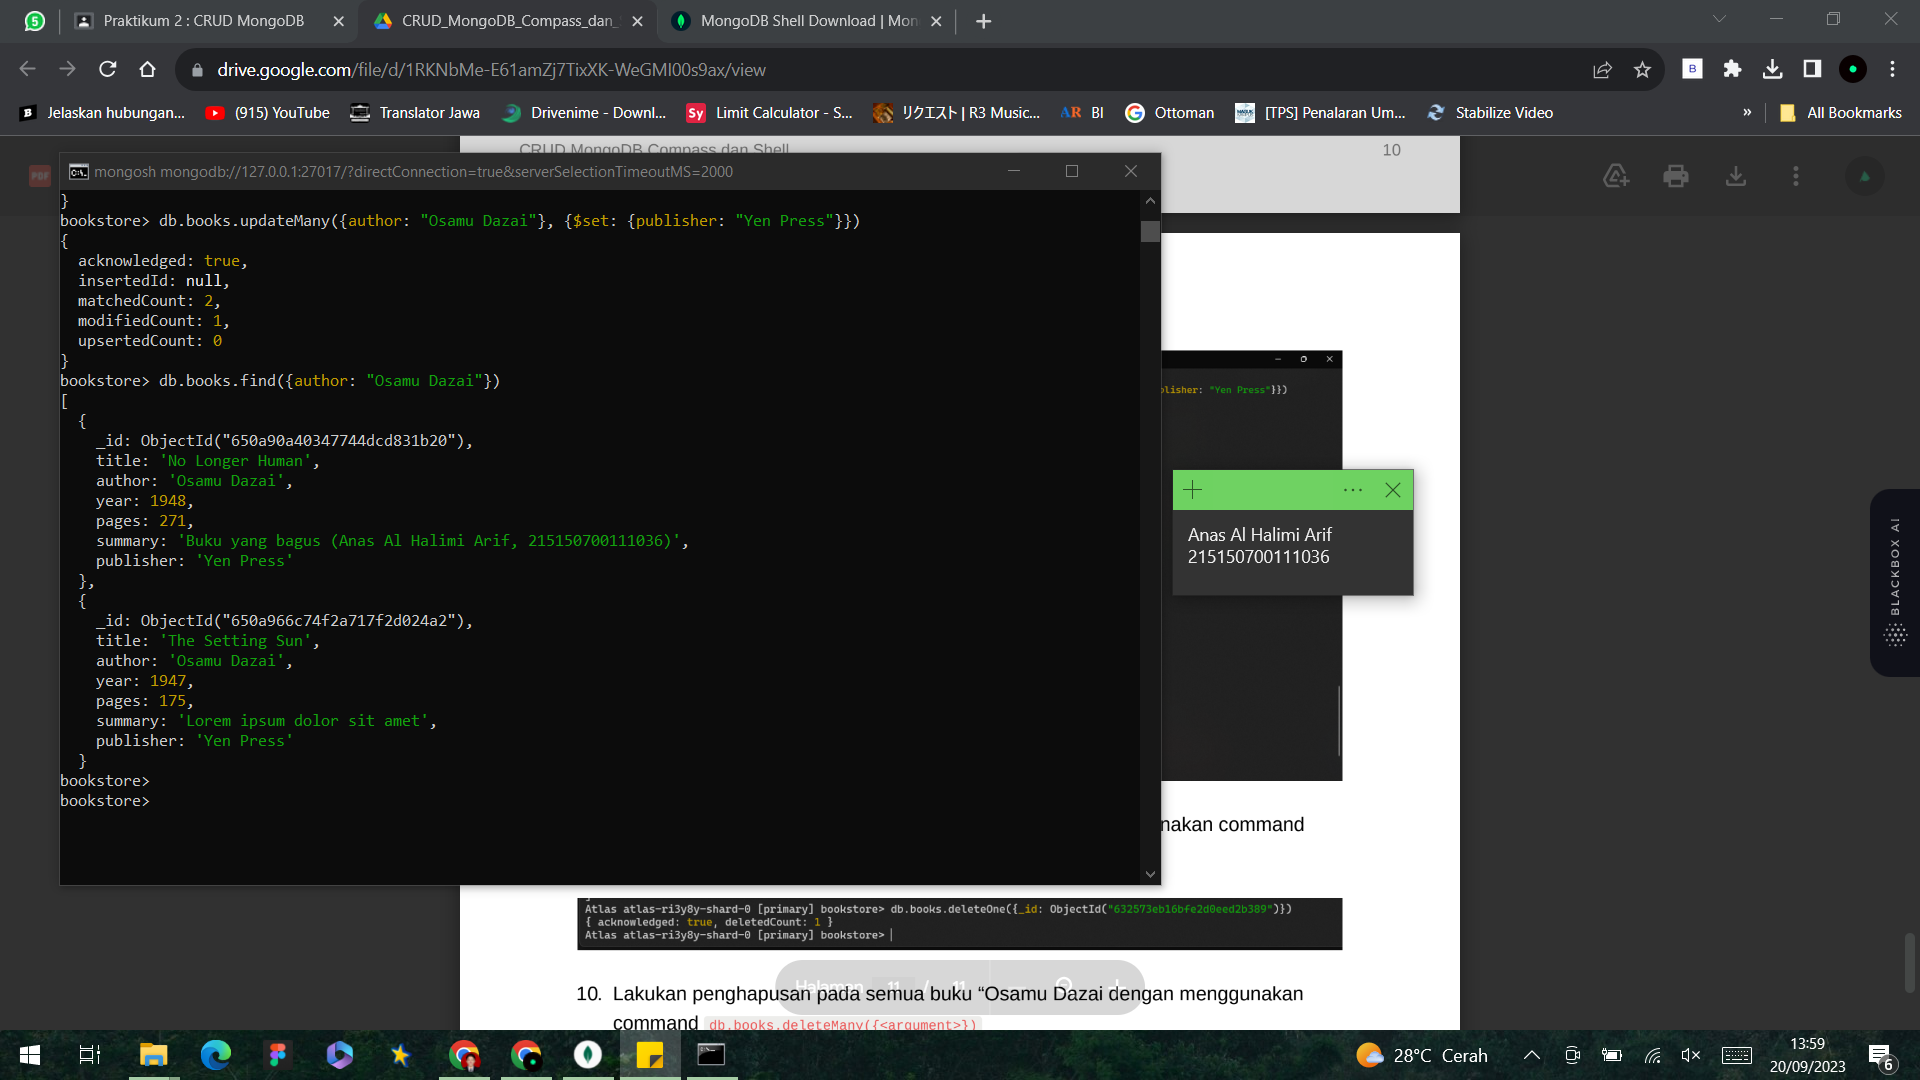 5
Praktikum 2 : CRUD MongoDB
CRUD_MongoDB_Compass_dan_
MongoDB Shell Download | Mon
drive.google.com/file/d/1RKNbMe-E61amZj7TixXK-WeGMl00s9ax/view
B
Jelaskan hubungan...
(915) YouTube
Translator Jawa
Drivenime - Downl...
Sy
Limit Calculator - S...
リクエスト | R3 Music...
AR
BI
Ottoman
[TPS] Penalaran Um...
Stabilize Video
»
All Bookmarks
CRUD MongoDB Compass dan Shell
10
PDF
mongosh mongodb://127.0.0.1:27017/?directConnection=true&serverSelectionTimeoutMS=2000
}
bookstore> db.books.updateMany({author: "Osamu Dazai"}, {$set: {publisher: "Yen Press"}})
{
acknowledged: true,
insertedId: null,
matchedCount: 2,
modifiedCount: 1,
upsertedCount: 0
}
bookstore> db.books.find({author: "Osamu Dazai"})
[
{
_id: ObjectId("650a90a40347744dcd831b20"),
title: 'No Longer Human',
author: 'Osamu Dazai',
year: 1948,
pages: 271,
summary: 'Buku yang bagus (Anas Al Halimi Arif, 215150700111036)',
publisher: 'Yen Press'
},
{
_id: ObjectId("650a966c74f2a717f2d024a2"),
title: 'The Setting Sun',
author: 'Osamu Dazai',
year: 1947,
pages: 175,
summary: 'Lorem ipsum dolor sit amet',
publisher: 'Yen Press'
}
bookstore>
bookstore>
blisher: "Yen Press"}})
Anas Al Halimi Arif
215150700111036
BLACKBOX AI
nakan command
Atlas atlas-ri3y8y-shard-0 [primary] bookstore> db.books.deleteOne({_id: ObjectId("632573eb16bfe2d0eed2b389")})
{ acknowledged: true, deletedCount: 1 }
Atlas atlas-ri3y8y-shard-0 [primary] bookstore>
Halaman 11 / 11
10. Lakukan penghapusan pada semua buku “Osamu Dazai dengan menggunakan
command db.books.deleteMany({<argument>})
28°C Cerah
13:59
20/09/2023
6